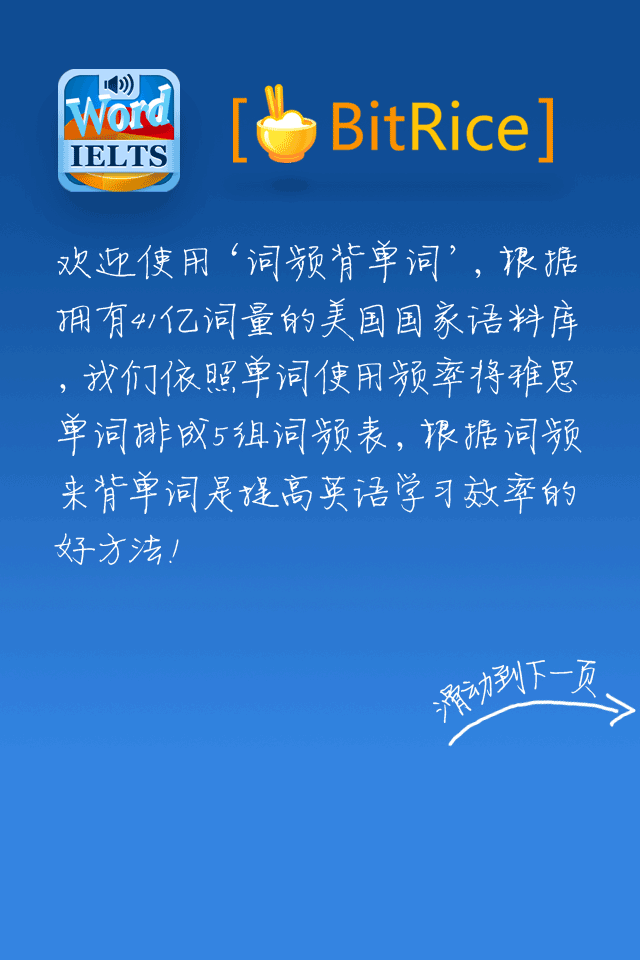 Word
IELTS
[BitRice]
欢迎使用‘词频背单词’, 根据
拥有41亿词量的美国国家语料库
, 我们依照单词使用频率将雅思
单词排成5组词频表, 根据词频
来背单词是提高英语学习效率的
好方法!
滑动到下一页